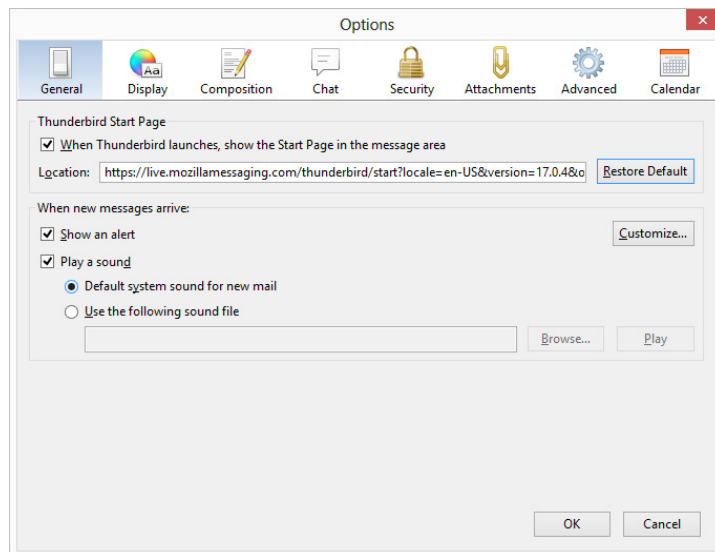 Options
General Display Composition Chat Security Attachments Advanced Calendar
Thunderbird Start Page
When Thunderbird launches, show the Start Page in the message area
Location: https://live.mozillamessaging.com/thunderbird/start?locale=en-US&version=17.0.4&o Restore Default
When new messages arrive:
Show an alert Customize...
Play a sound
Default system sound for new mail
Use the following sound file
Browse... Play
OK Cancel
Aa